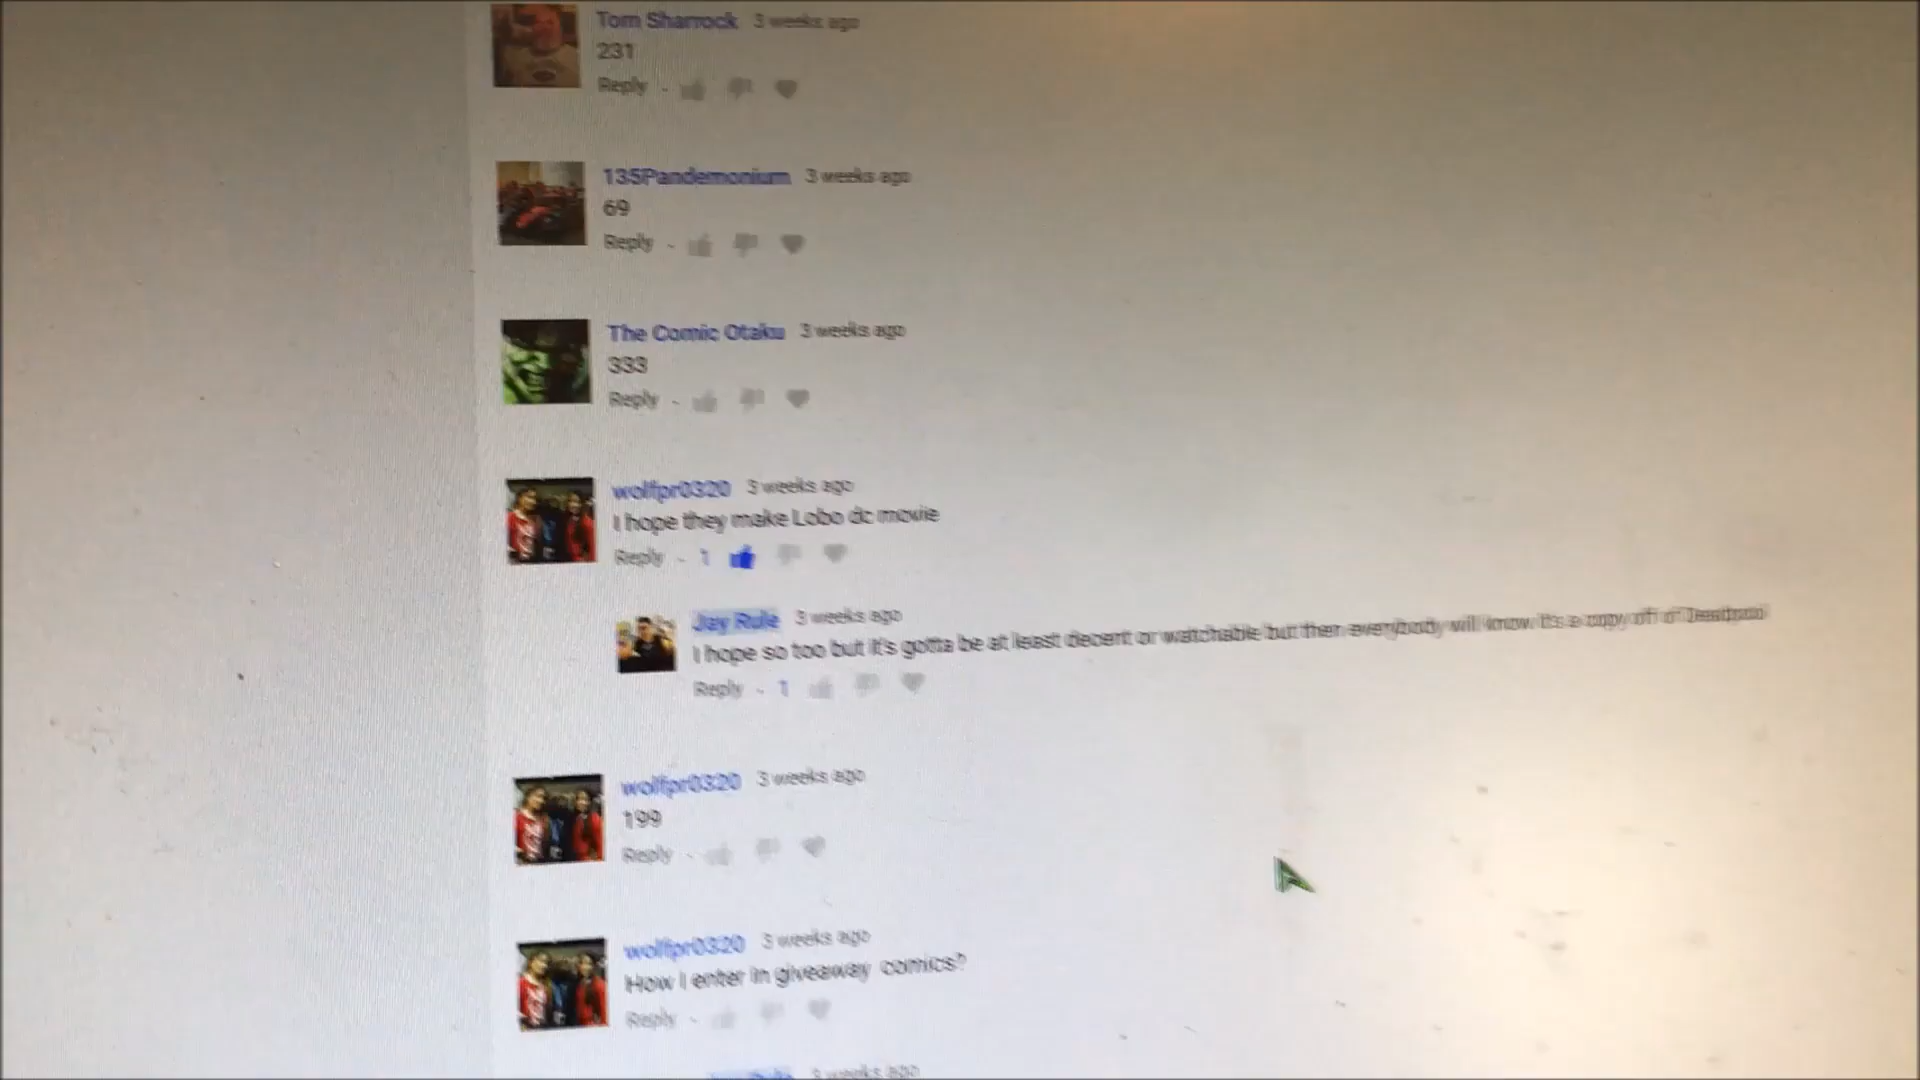 Tom Sharrock 3 weeks ago
231
Reply
135Pandemonium 3 weeks ago
69
Reply
The Comic Otaku 3 weeks ago
333
Reply
wolfpr0320 3 weeks ago
I hope they make Lobo dc movie
Reply - 1
Jay Rule 3 weeks ago
I hope so too but it's gotta be at least decent or watchable but then everybody will know it's a copy off of Deadpool
Reply - 1
wolfpr0320 3 weeks ago
199
Reply
wolfpr0320 3 weeks ago
How I enter in giveaway comics?
Reply
3 weeks ago